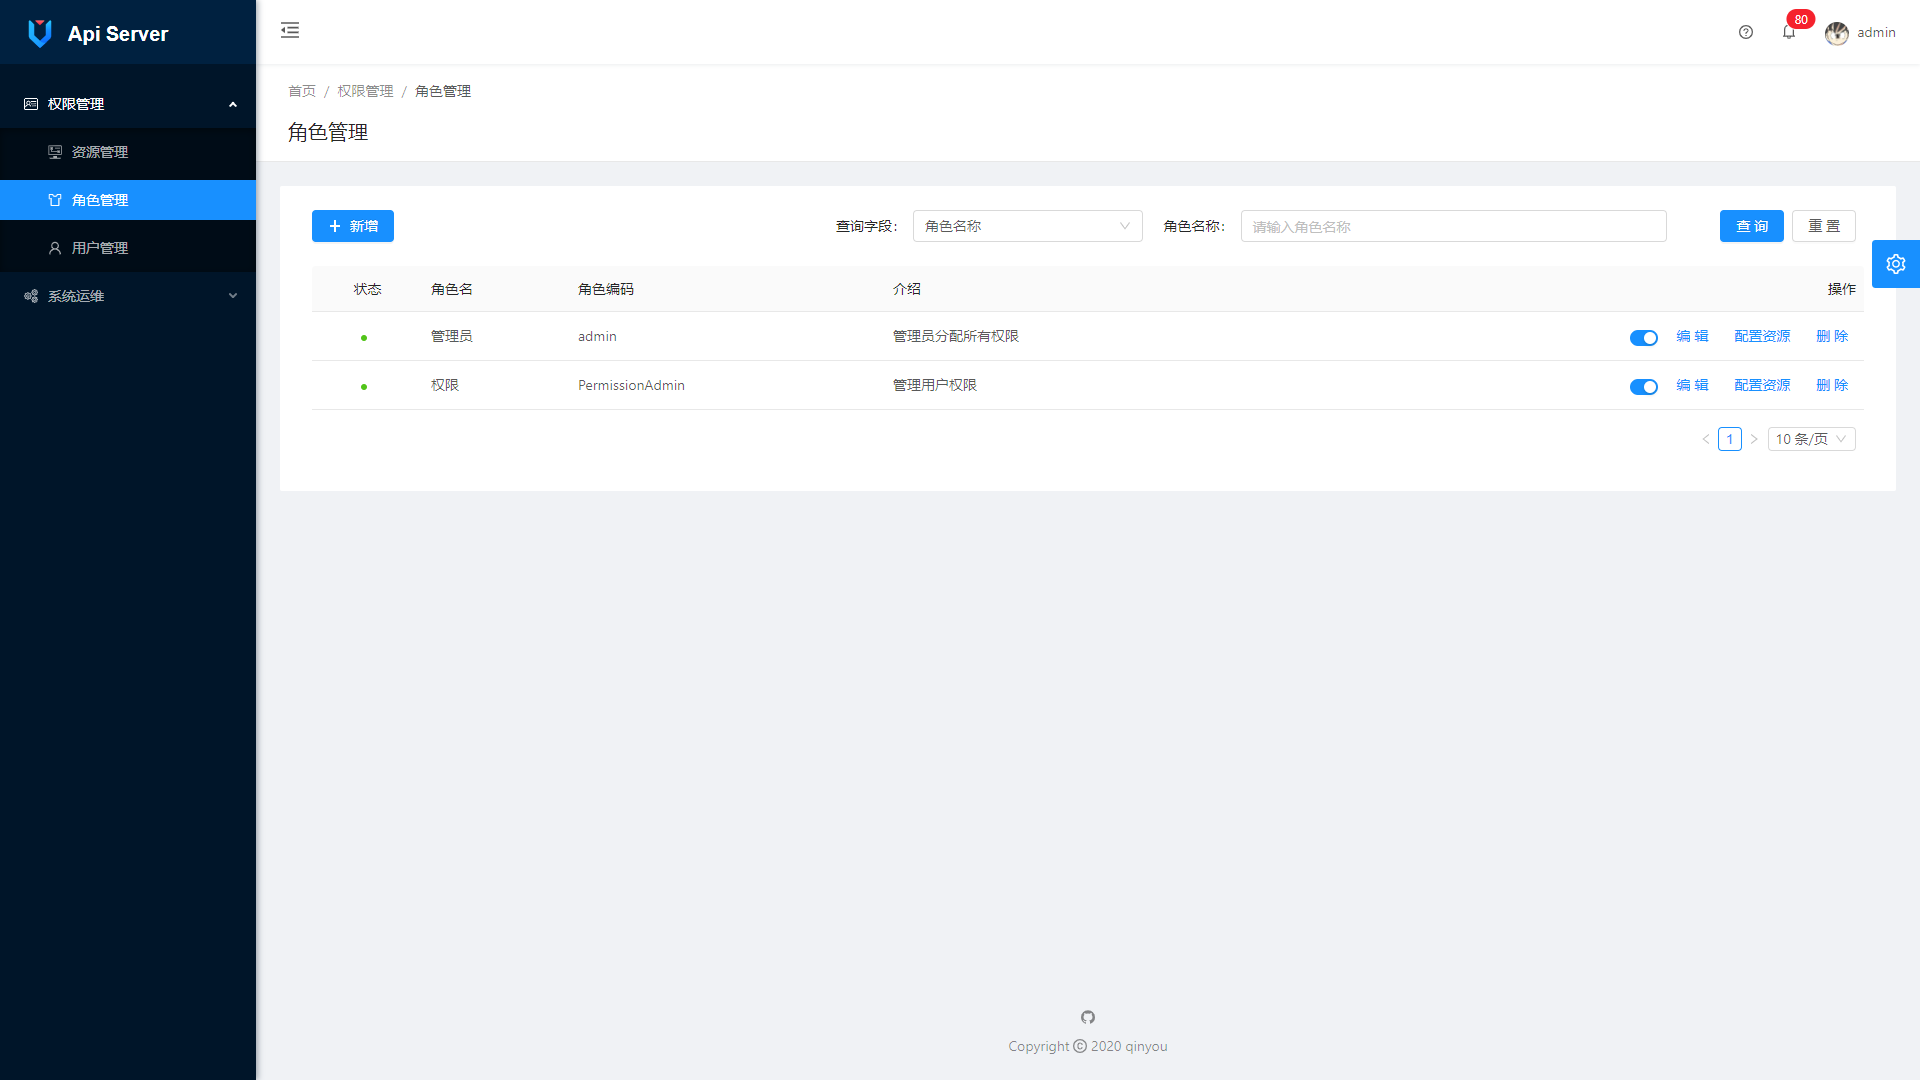 Api Server
80
admin
权限管理
资源管理
角色管理
用户管理
系统运维
首页 / 权限管理 / 角色管理
角色管理
新增
查询字段：
角色名称
角色名称：
请输入角色名称
查 询
重 置
状态 角色名 角色编码 介绍 操作
管理员 admin 管理员分配所有权限 编 辑 配置资源 删 除
权限 PermissionAdmin 管理用户权限 编 辑 配置资源 删 除
1
10 条/页
Copyright © 2020 qinyou